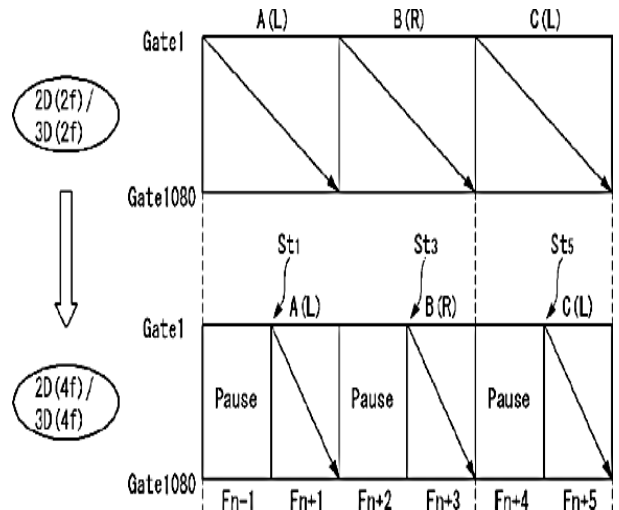 A(L) B(R) C(L)
Gate1
2D(2f)/
3D(2f)
Gate1080
St1 St3 St5
A(L) B(R) C(L)
Gate1
2D(4f)/
3D(4f)
Pause Pause Pause
Gate1080
Fn-1 Fn+1 Fn+2 Fn+3 Fn+4 Fn+5